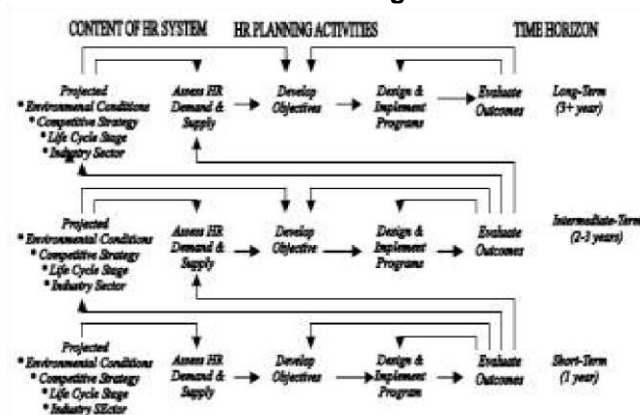 CONTENT OF HR SYSTEM HR PLANNING ACTIVITIES TIME HORIZON
Projected
* Environmental Conditions
* Competitive Strategy
* Life Cycle Stage
* Industry Sector
Assess HR
Demand &
Supply
Develop
Objectives
Design &
Implement
Programs
Evaluate
Outcomes
Long-Term
(3+ year)
Projected
* Environmental Conditions
* Competitive Strategy
* Life Cycle Stage
* Industry Sector
Assess HR
Demand &
Supply
Develop
Objective
Design &
Implement
Programs
Evaluate
Outcomes
Intermediate-Term
(2-3 years)
Projected
* Environmental Conditions
* Competitive Strategy
* Life Cycle Stage
* Industry SEctor
Assess HR
Demand &
Supply
Develop
Objectives
Design &
Implement
Program
Evaluate
Outcomes
Short-Term
(1 year)